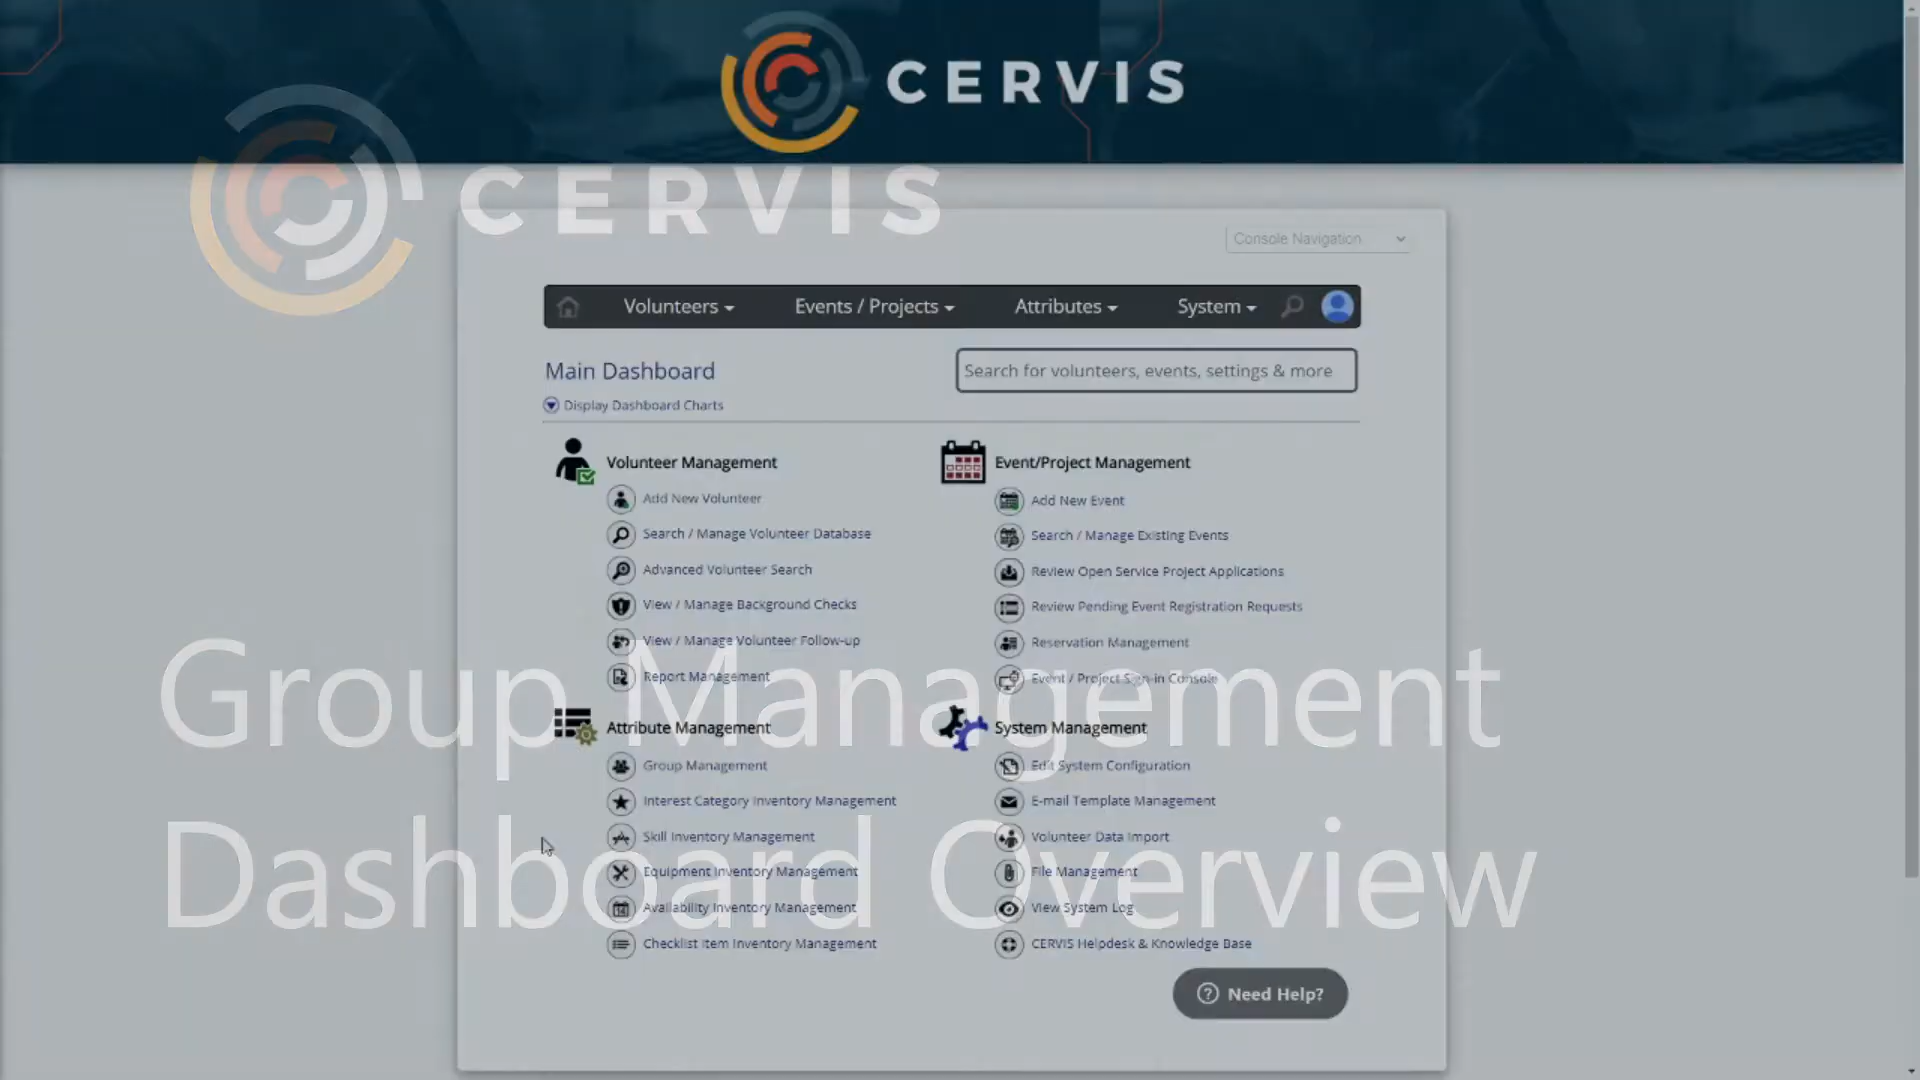 CERVIS
CERVIS
Console Navigation
Volunteers
Events / Projects
Attributes
System
Main Dashboard
Search for volunteers, events, settings & more
Display Dashboard Charts
Volunteer Management
Add New Volunteer
Search / Manage Volunteer Database
Advanced Volunteer Search
View / Manage Background Checks
View / Manage Volunteer Follow-up
Report Management
Event/Project Management
Add New Event
Search / Manage Existing Events
Review Open Service Project Applications
Review Pending Event Registration Requests
Reservation Management
Event / Project Sign-in Console
Group Management
Dashboard Overview
Attribute Management
Group Management
Interest Category Inventory Management
Skill Inventory Management
Equipment Inventory Management
Availability Inventory Management
Checklist Item Inventory Management
System Management
Edit System Configuration
E-mail Template Management
Volunteer Data Import
File Management
View System Log
CERVIS Helpdesk & Knowledge Base
Need Help?